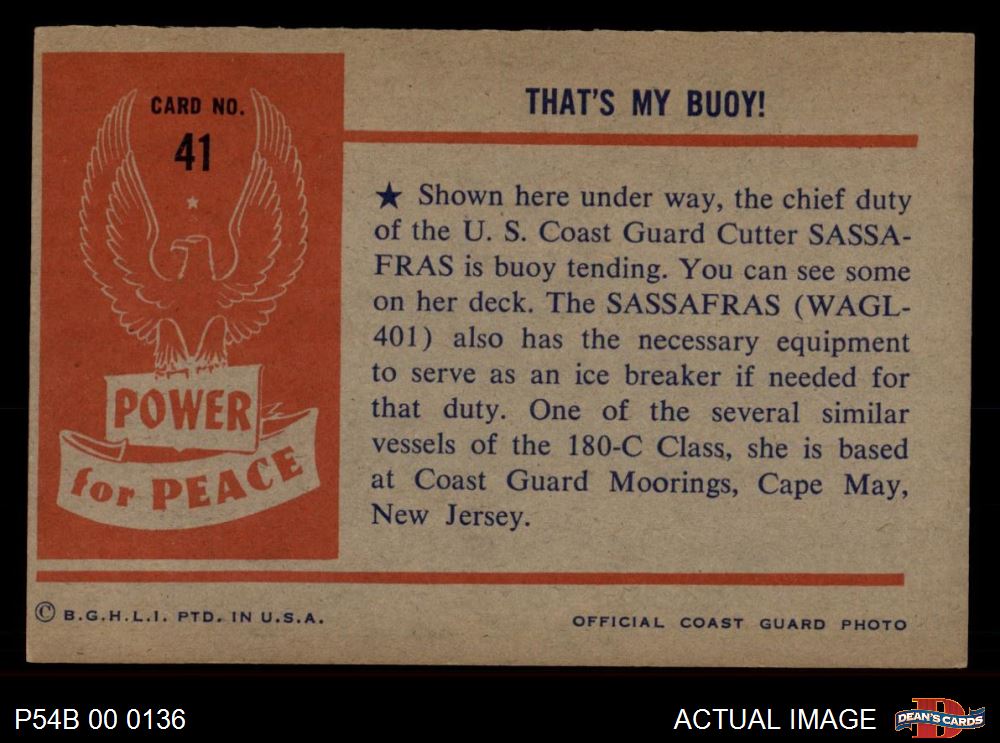 CARD NO.
41
POWER
for PEACE
THAT'S MY BUOY!
★ Shown here under way, the chief duty
of the U. S. Coast Guard Cutter SASSA-
FRAS is buoy tending. You can see some
on her deck. The SASSAFRAS (WAGL-
401) also has the necessary equipment
to serve as an ice breaker if needed for
that duty. One of the several similar
vessels of the 180-C Class, she is based
at Coast Guard Moorings, Cape May,
New Jersey.
© B.G.H.L.I. PTD. IN U.S.A.
OFFICIAL COAST GUARD PHOTO
P54B 00 0136
ACTUAL IMAGE
DEAN'S CARDS